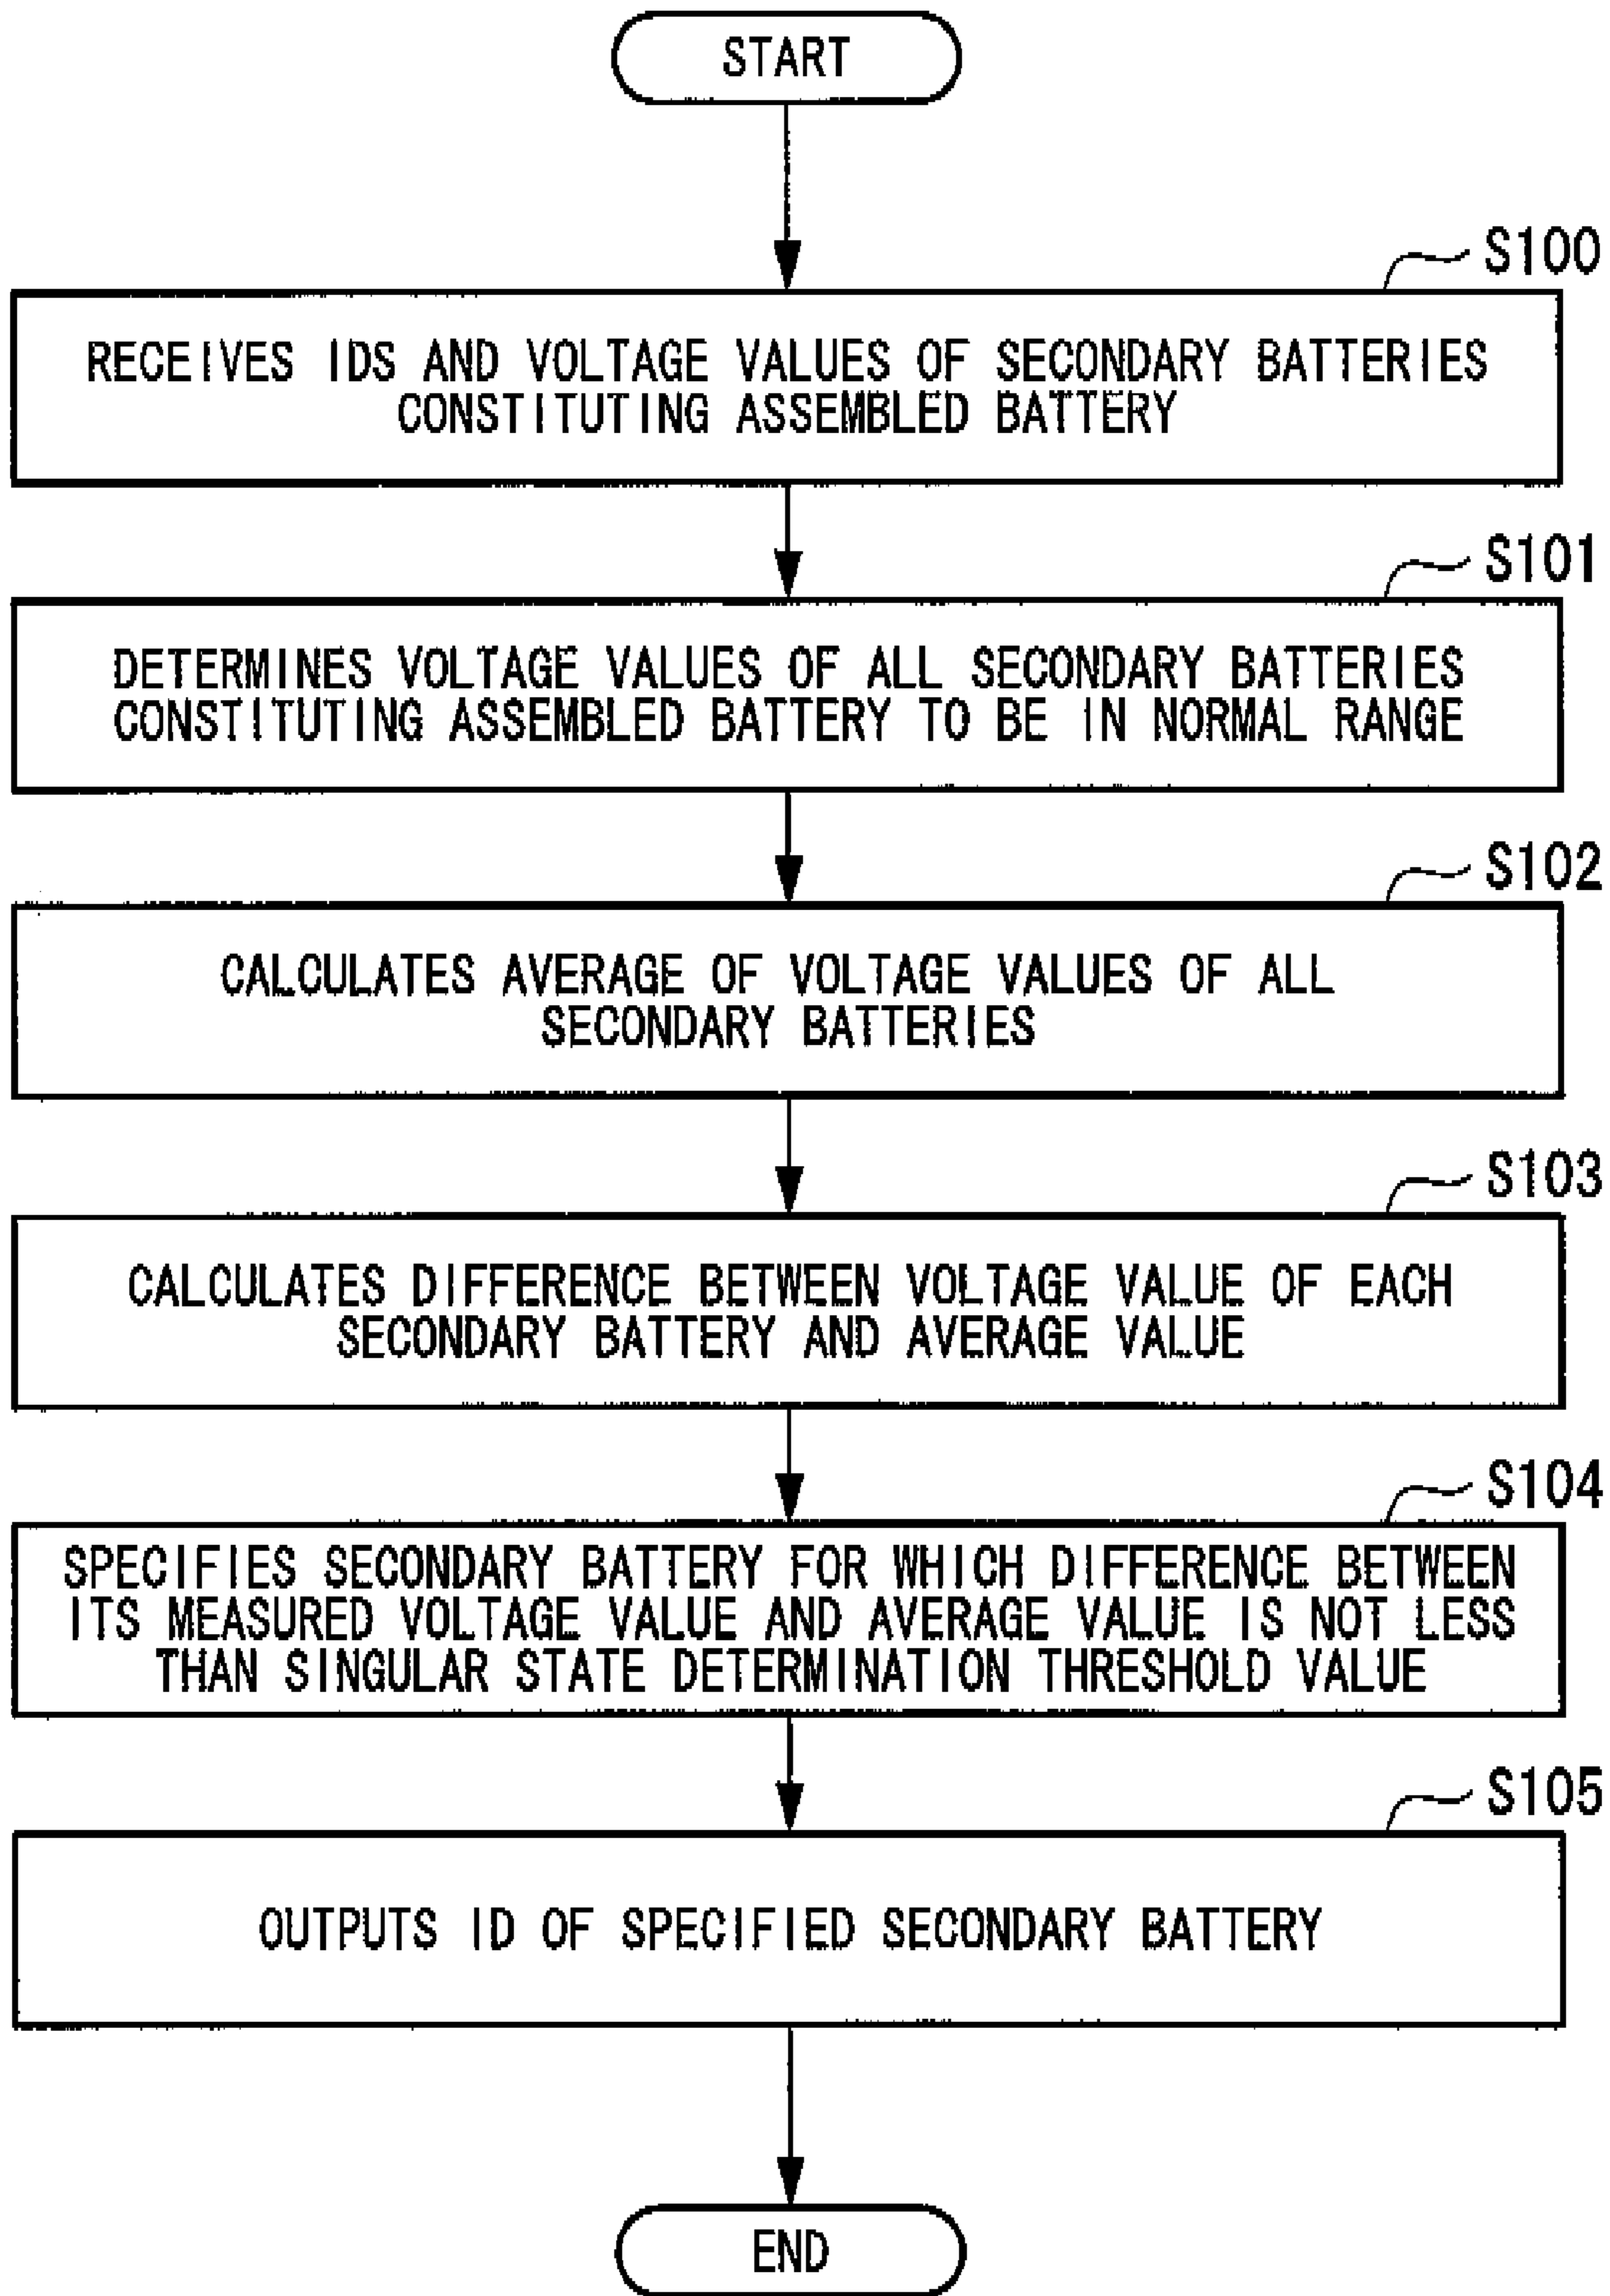 START
S100
RECEIVES IDS AND VOLTAGE VALUES OF SECONDARY BATTERIES
CONSTITUTING ASSEMBLED BATTERY
S101
DETERMINES VOLTAGE VALUES OF ALL SECONDARY BATTERIES
CONSTITUTING ASSEMBLED BATTERY TO BE IN NORMAL RANGE
S102
CALCULATES AVERAGE OF VOLTAGE VALUES OF ALL
SECONDARY BATTERIES
S103
CALCULATES DIFFERENCE BETWEEN VOLTAGE VALUE OF EACH
SECONDARY BATTERY AND AVERAGE VALUE
S104
SPECIFIES SECONDARY BATTERY FOR WHICH DIFFERENCE BETWEEN
ITS MEASURED VOLTAGE VALUE AND AVERAGE VALUE IS NOT LESS
THAN SINGULAR STATE DETERMINATION THRESHOLD VALUE
S105
OUTPUTS ID OF SPECIFIED SECONDARY BATTERY
END